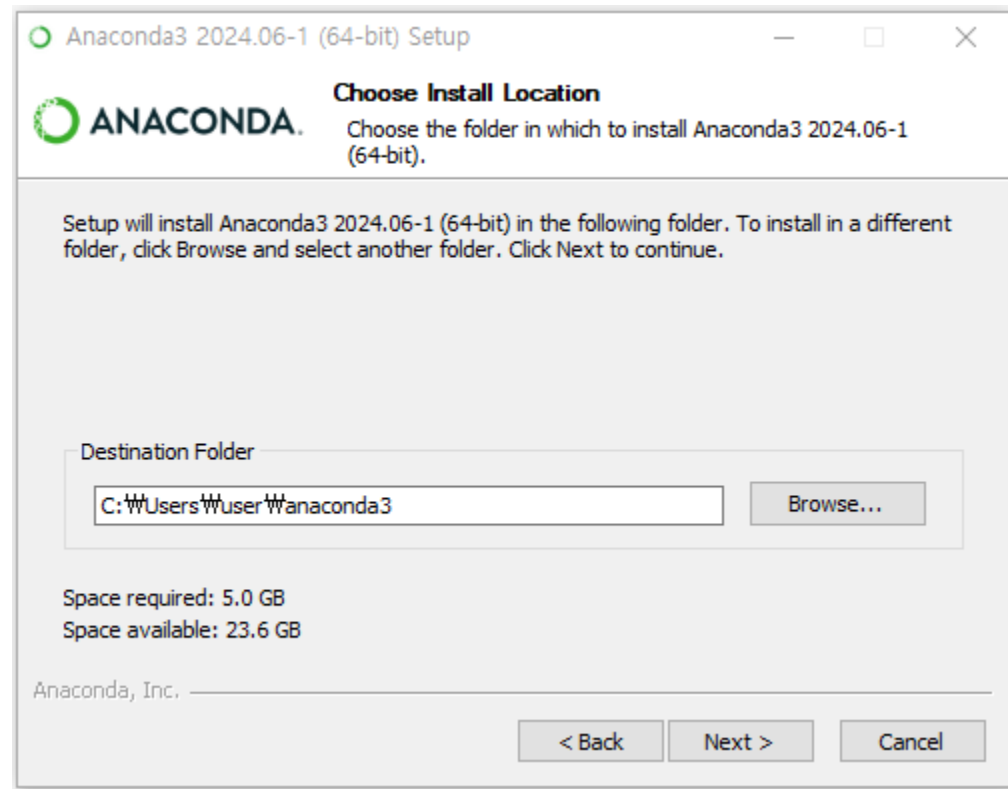 Anaconda3 2024.06-1 (64-bit) Setup
ANACONDA.
Choose Install Location
Choose the folder in which to install Anaconda3 2024.06-1
(64-bit).
Setup will install Anaconda3 2024.06-1 (64-bit) in the following folder. To install in a different
folder, click Browse and select another folder. Click Next to continue.
Destination Folder
C:₩Users₩user₩anaconda3
Browse...
Space required: 5.0 GB
Space available: 23.6 GB
Anaconda, Inc.
< Back
Next >
Cancel